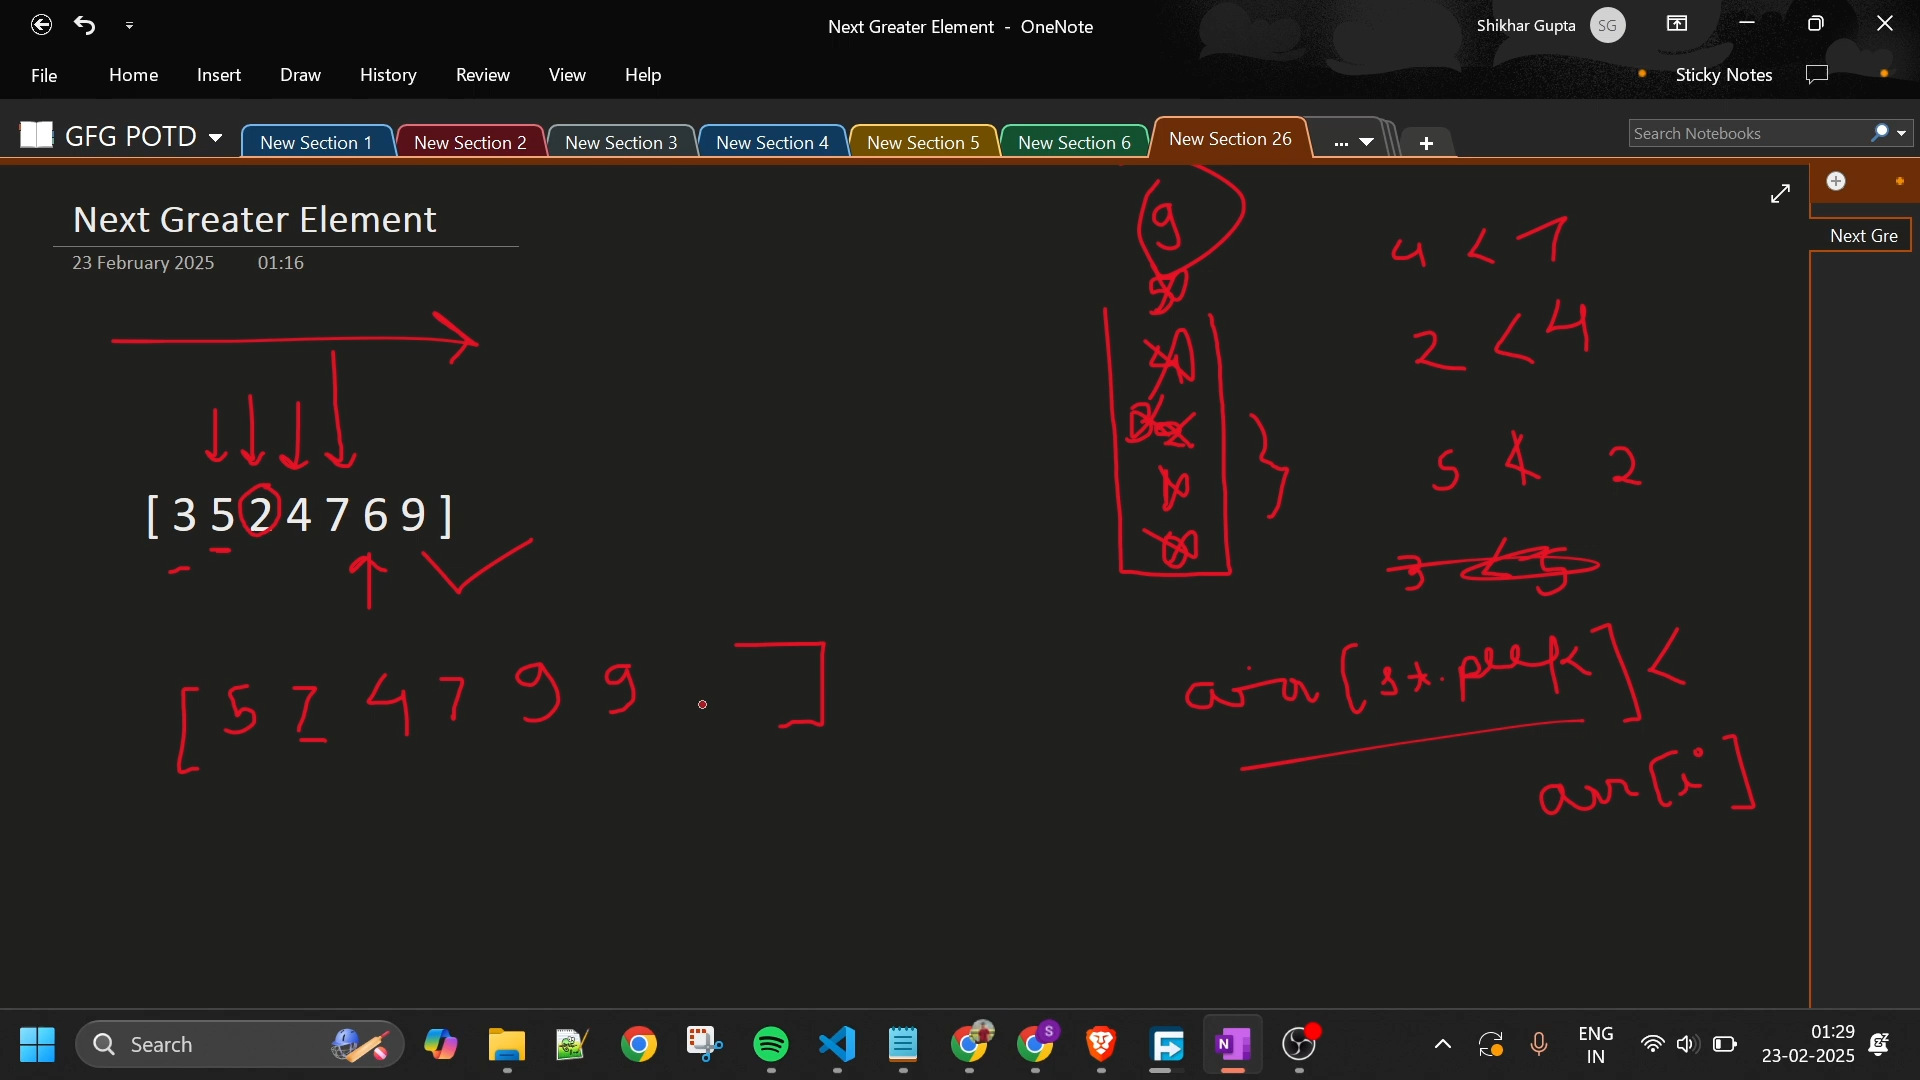 Next Greater Element - OneNote
Shikhar Gupta SG
File Home Insert Draw History Review View Help
Sticky Notes
GFG POTD New Section 1 New Section 2 New Section 3 New Section 4 New Section 5 New Section 6 New Section 26 ... +
Search Notebooks
Next Gre
Next Greater Element
23 February 2025 01:16
9
4 < 7
2 < 4
5 2
[ 3 5 2 4 7 6 9 ]
3 < 5
[ 5 7 4 7 9 9 ]
arr [st.peek] <
arr[i]
Search
ENG
IN
01:29
23-02-2025